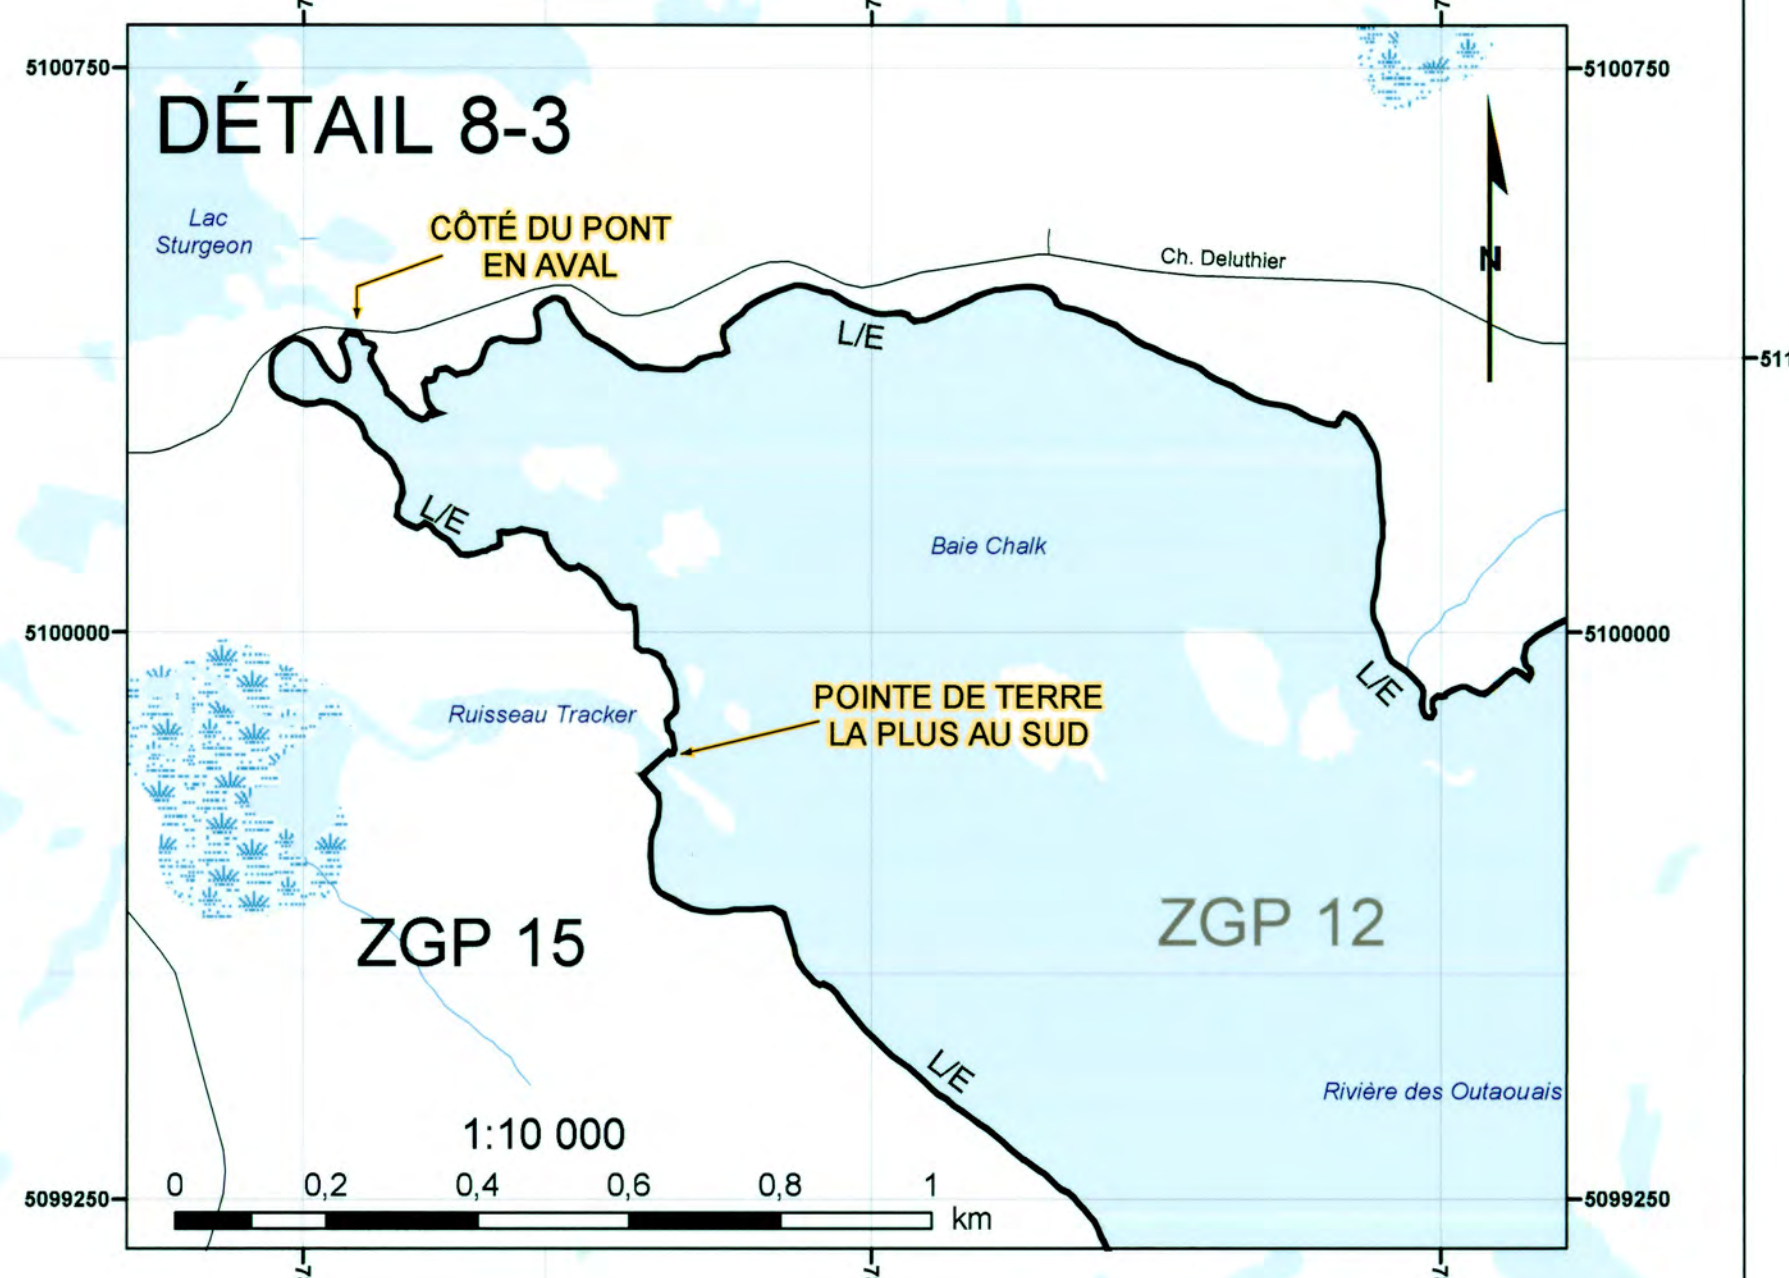 5100750
5100750
DÉTAIL 8-3
Lac
Sturgeon
CÔTÉ DU PONT
EN AVAL
Ch. Deluthier
N
L/E
L/E
Baie Chalk
5100000
5100000
L/E
POINTE DE TERRE
LA PLUS AU SUD
Ruisseau Tracker
ZGP 15
ZGP 12
L/E
Rivière des Outaouais
1:10 000
0 0,2 0,4 0,6 0,8 1
km
5099250
5099250